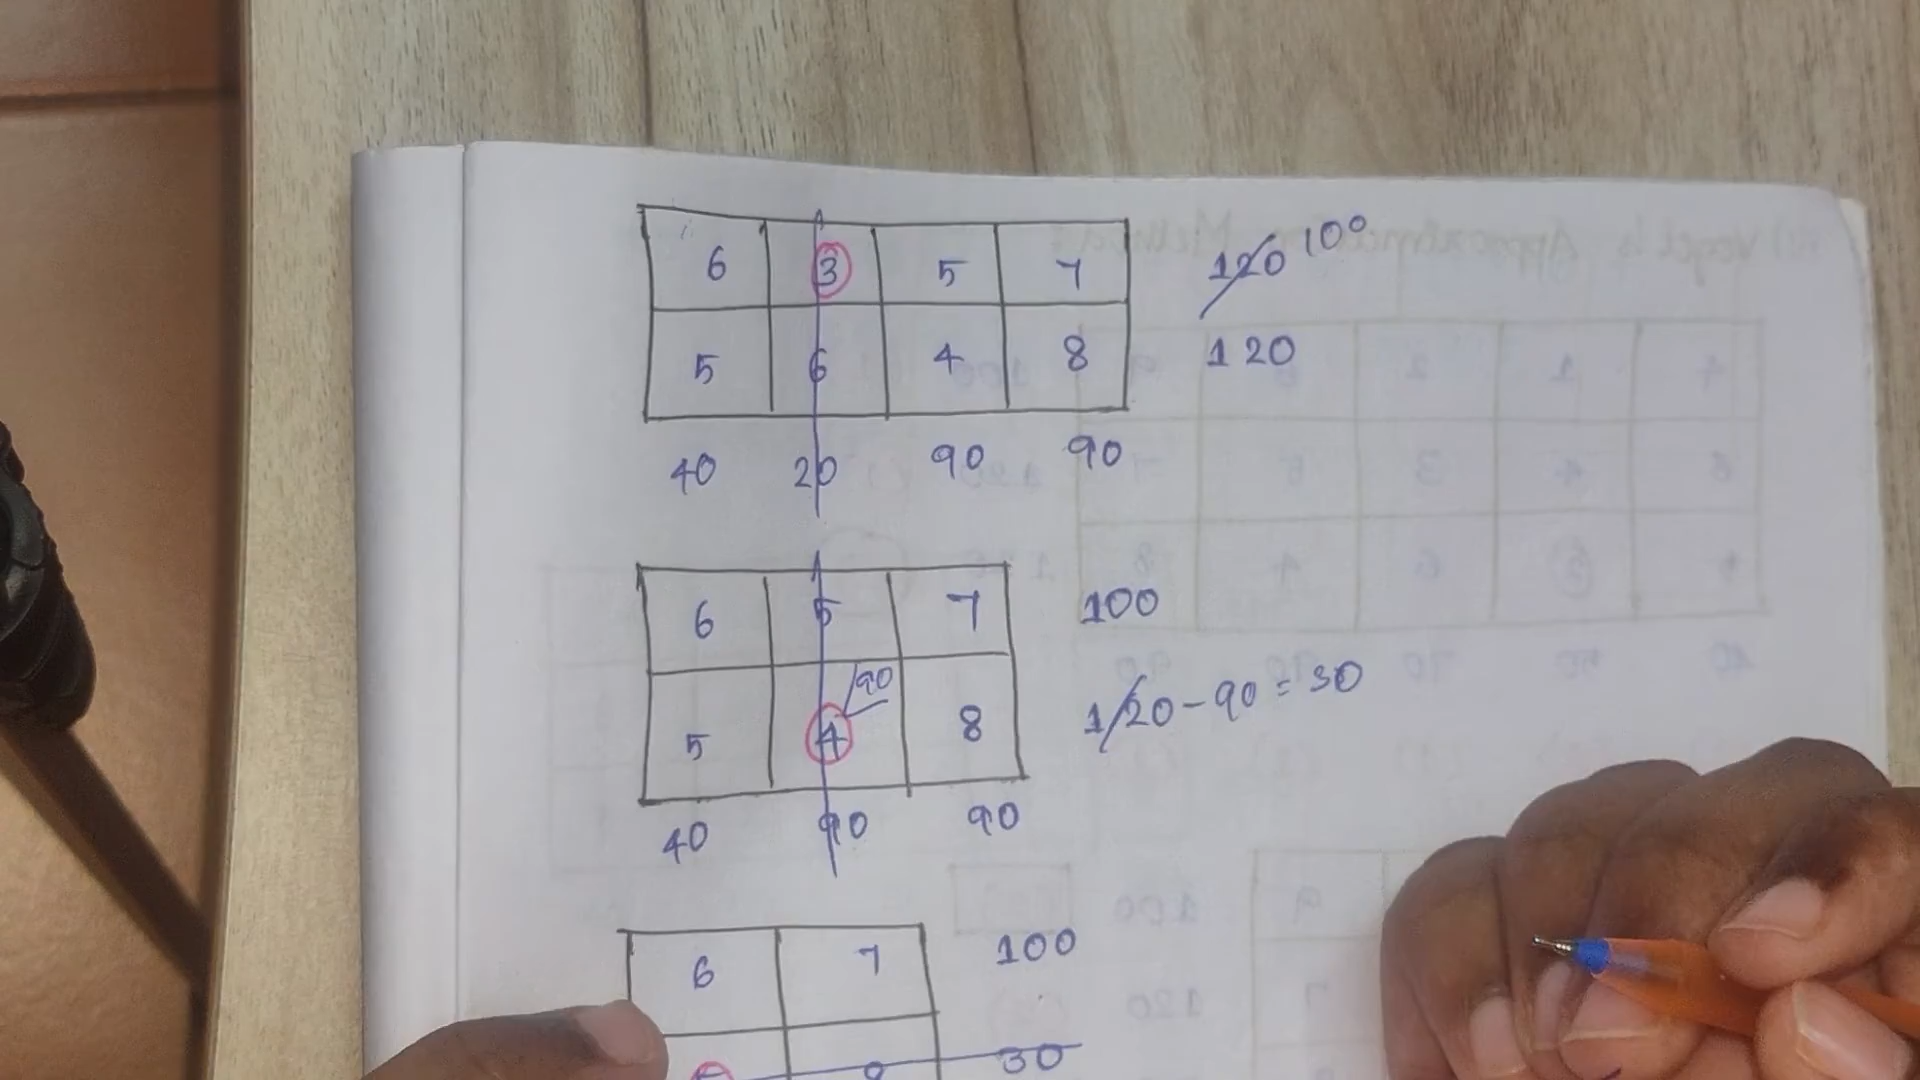 6 3 5 7 120 100
5 6 4 8 120
40 20 90 90
6 5 7 100
90
5 4 8 120 - 90 = 30
40 90 90
6 7 100
30